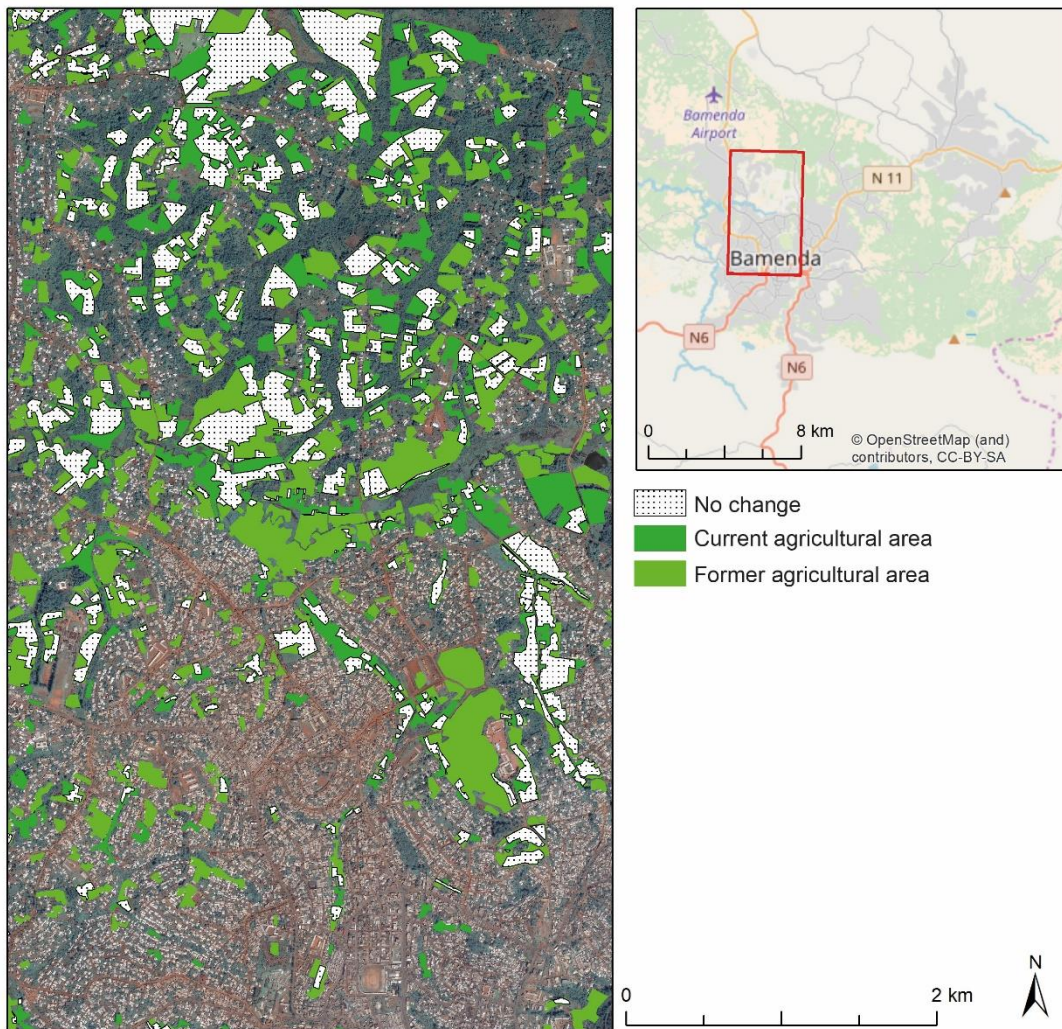 Bamenda
Airport
N 11
Bamenda
N6
N6
0 8 km
© OpenStreetMap (and)
contributors, CC-BY-SA
No change
Current agricultural area
Former agricultural area
N
0 2 km